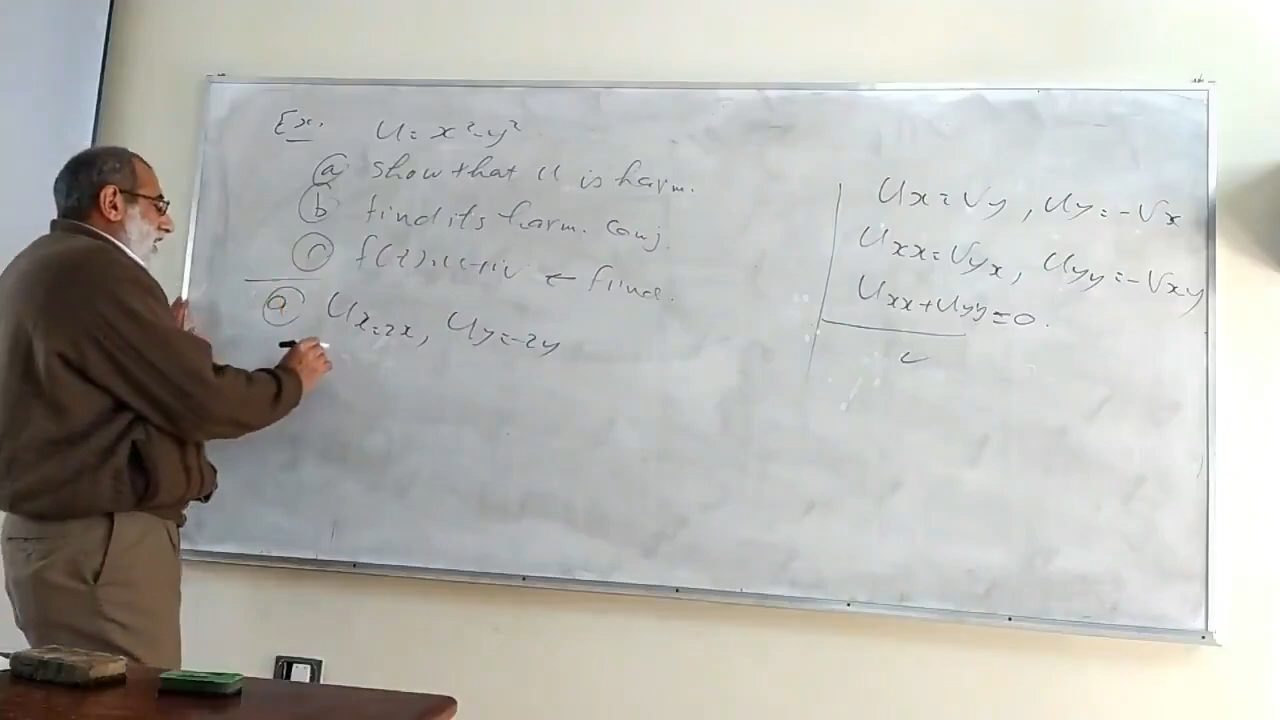 Ex. U = x² - y²
ⓐ show that U is harm.
ⓑ find its harm. conj.
ⓒ f(z) = u + iv ← find.
ⓐ Ux = 2x, Uy = -2y
Ux = Vy, Uy = -Vx
Uxx = Vyx, Uyy = -Vxy
Uxx + Uyy = 0.